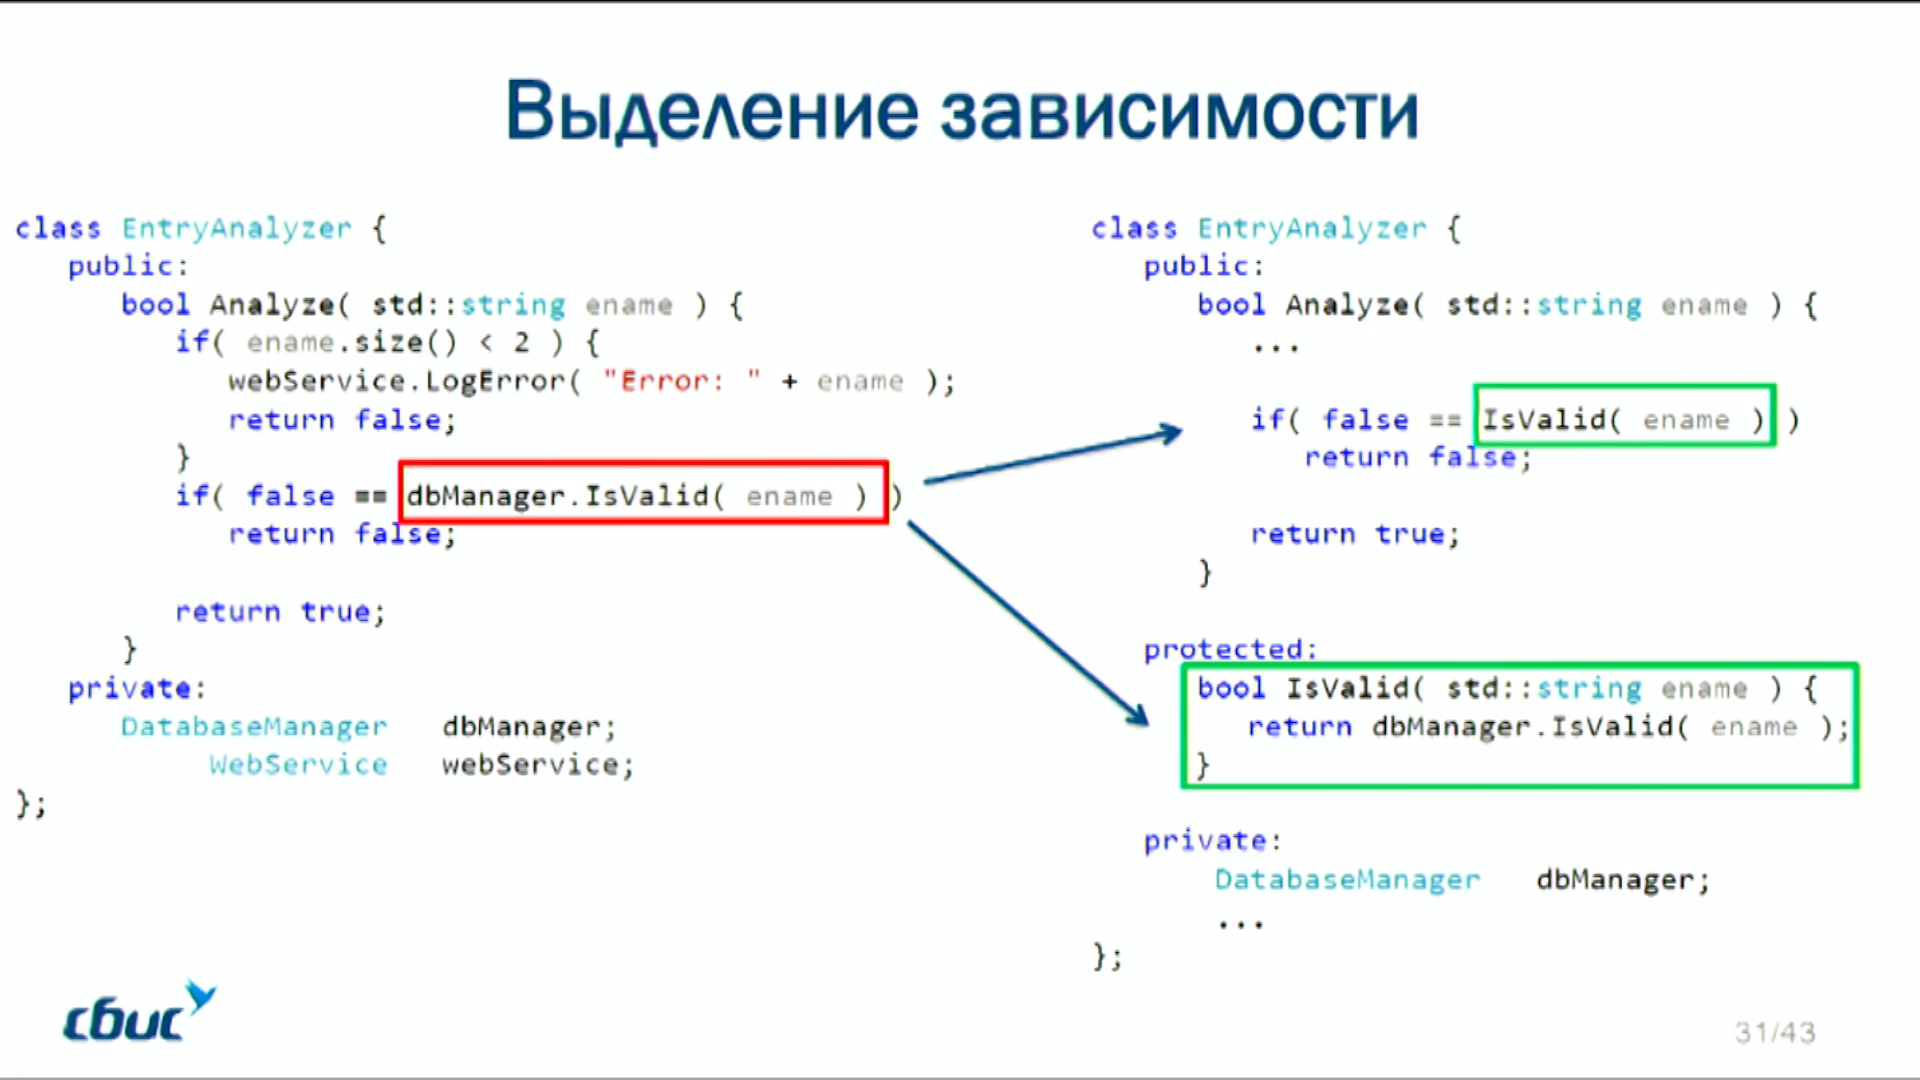 Выделение зависимости
class EntryAnalyzer {
public:
bool Analyze( std::string ename ) {
if( ename.size() < 2 ) {
webService.LogError( "Error: " + ename );
return false;
}
if( false == dbManager.IsValid( ename ) )
return false;
return true;
}
private:
DatabaseManager dbManager;
WebService webService;
};
class EntryAnalyzer {
public:
bool Analyze( std::string ename ) {
...
if( false == IsValid( ename ) )
return false;
return true;
}
protected:
bool IsValid( std::string ename ) {
return dbManager.IsValid( ename );
}
private:
DatabaseManager dbManager;
...
};
сбис
31/43